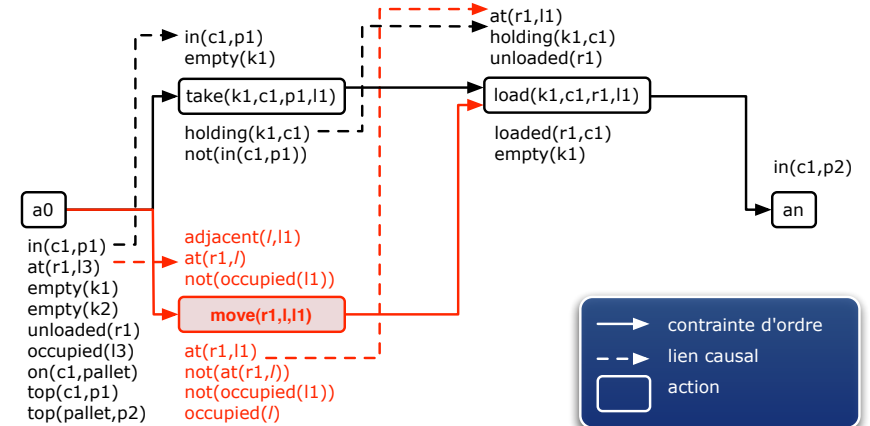 in(c1,p1)
empty(k1)
take(k1,c1,p1,l1)
holding(k1,c1)
not(in(c1,p1))
at(r1,l1)
holding(k1,c1)
unloaded(r1)
load(k1,c1,r1,l1)
loaded(r1,c1)
empty(k1)
in(c1,p2)
an
a0
in(c1,p1)
at(r1,l3)
empty(k1)
empty(k2)
unloaded(r1)
occupied(l3)
on(c1,pallet)
top(c1,p1)
top(pallet,p2)
adjacent(l,l1)
at(r1,l)
not(occupied(l1))
move(r1,l,l1)
at(r1,l1)
not(at(r1,l))
not(occupied(l1))
occupied(l)
contrainte d'ordre
lien causal
action